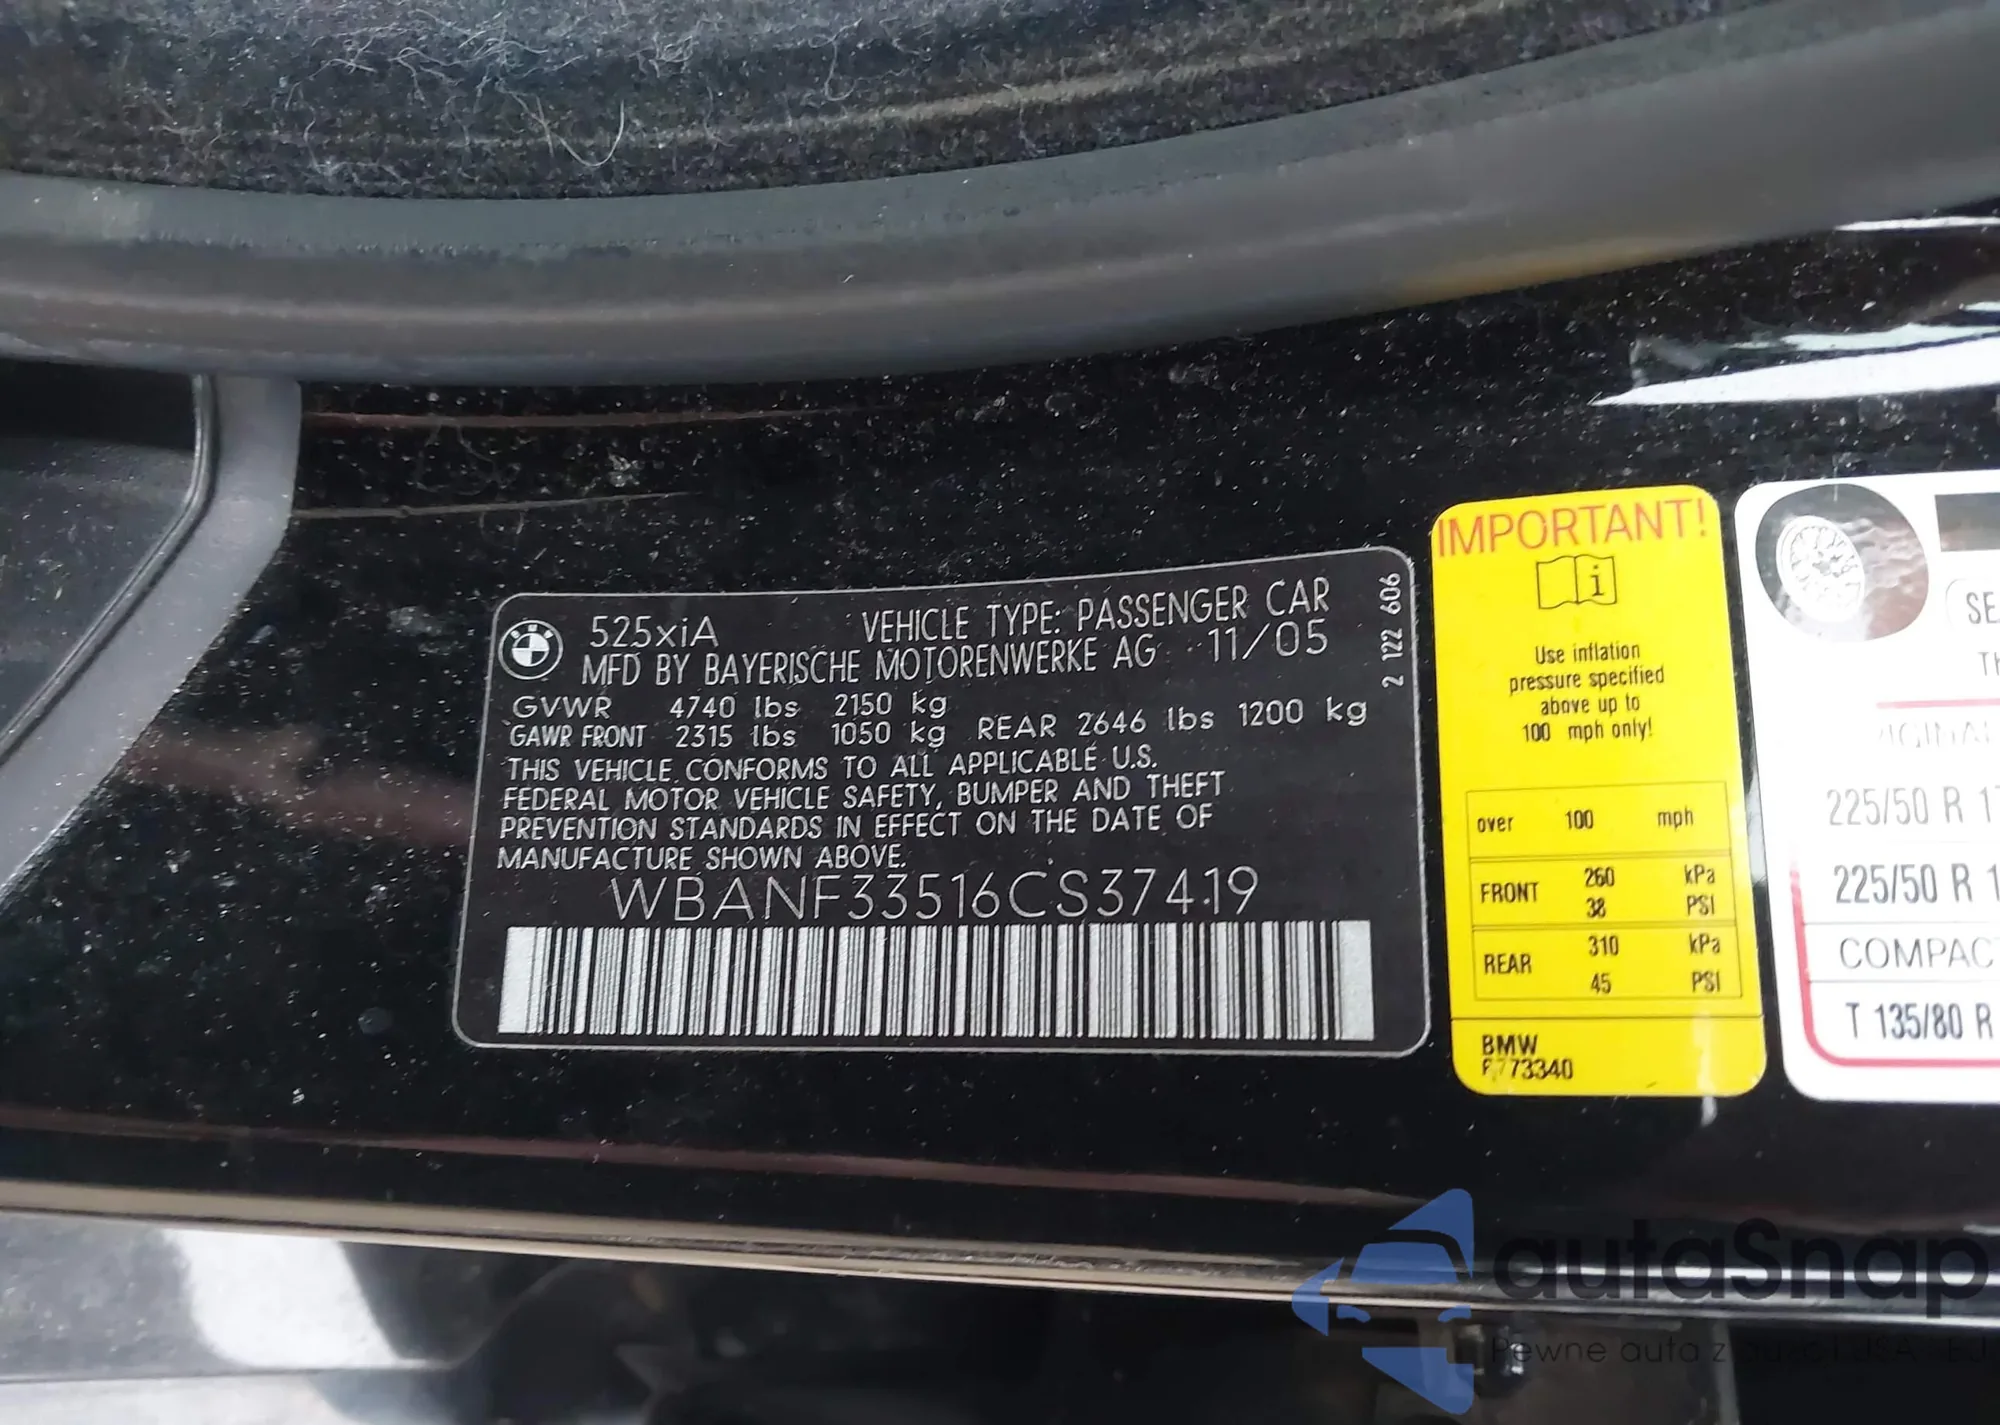 525xiA VEHICLE TYPE: PASSENGER CAR
MFD BY BAYERISCHE MOTORENWERKE AG 11/05
GVWR 4740 lbs 2150 kg
GAWR FRONT 2315 lbs 1050 kg REAR 2646 lbs 1200 kg
THIS VEHICLE CONFORMS TO ALL APPLICABLE U.S.
FEDERAL MOTOR VEHICLE SAFETY, BUMPER AND THEFT
PREVENTION STANDARDS IN EFFECT ON THE DATE OF
MANUFACTURE SHOWN ABOVE.
WBANF33516CS37419
2 122 606
IMPORTANT!
i
Use inflation
pressure specified
above up to
100 mph only!
over 100 mph
FRONT 260 kPa
38 PSI
REAR 310 kPa
45 PSI
BMW
773340
SE
225/50 R
225/50 R
COMPAC
T 135/80 R
autaSnap
Pewne auta z